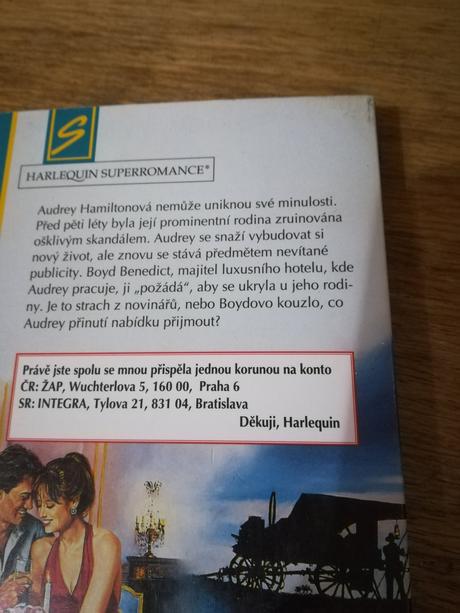 S
HARLEQUIN SUPERROMANCE®
Audrey Hamiltonová nemůže uniknou své minulosti.
Před pěti léty byla její prominentní rodina zruinována
ošklivým skandálem. Audrey se snaží vybudovat si
nový život, ale znovu se stává předmětem nevítané
publicity. Boyd Benedict, majitel luxusního hotelu, kde
Audrey pracuje, ji „požádá“, aby se ukryla u jeho rodi-
ny. Je to strach z novinářů, nebo Boydovo kouzlo, co
Audrey přinutí nabídku přijmout?
Právě jste spolu se mnou přispěla jednou korunou na konto
ČR: ŽAP, Wuchterlova 5, 160 00, Praha 6
SR: INTEGRA, Tylova 21, 831 04, Bratislava
Děkuji, Harlequin